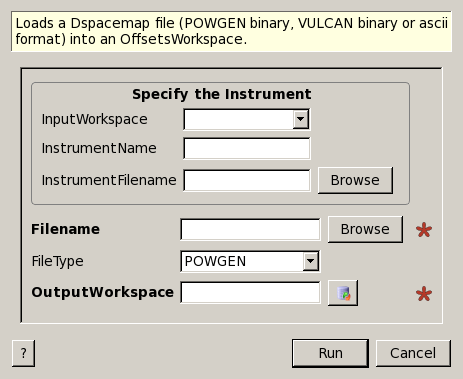 Loads a Dspacemap file (POWGEN binary, VULCAN binary or ascii
format) into an OffsetsWorkspace.
Specify the Instrument
InputWorkspace
InstrumentName
InstrumentFilename Browse
Filename Browse *
FileType POWGEN
OutputWorkspace *
? Run Cancel